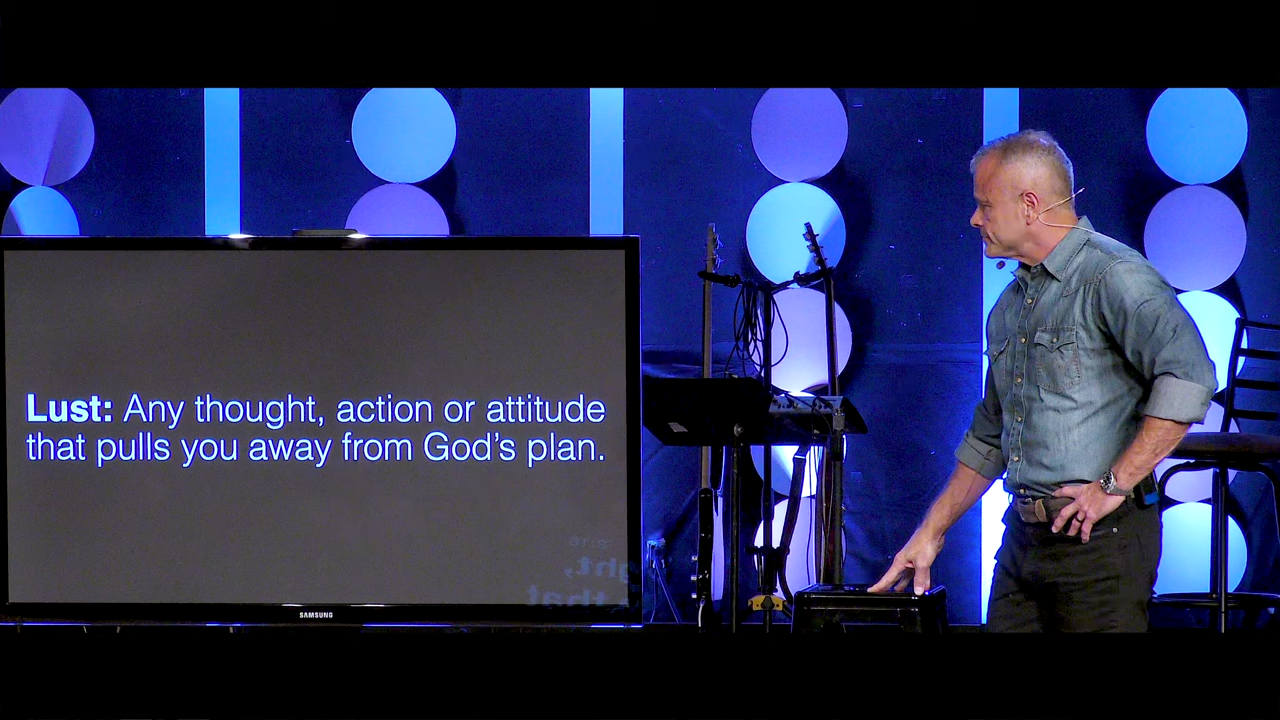 Lust: Any thought, action or attitude
that pulls you away from God's plan.
SAMSUNG